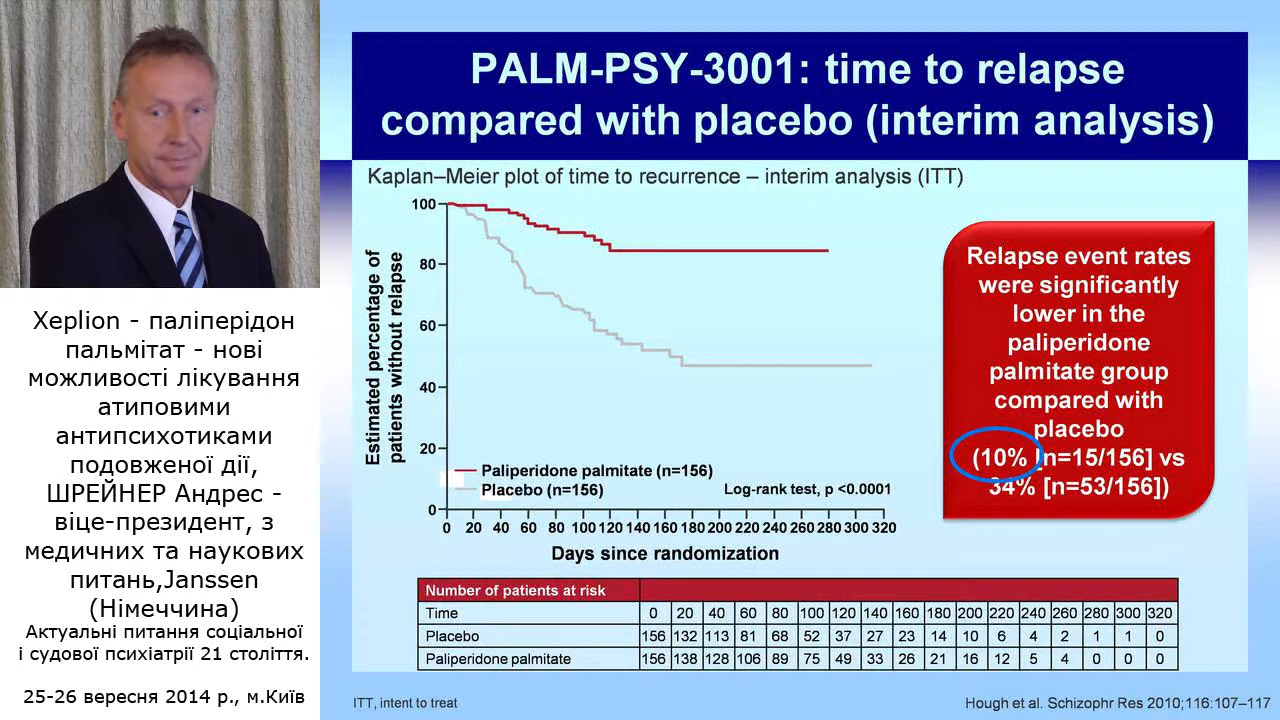 Xeplion - паліперідон
пальмітат - нові
можливості лікування
атиповими
антипсихотиками
подовженої дії,
ШРЕЙНЕР Андрес -
віце-президент, з
медичних та наукових
питань,Janssen
(Німеччина)
Актуальні питання соціальної
і судової психіатрії 21 століття.
25-26 вересня 2014 р., м.Київ
PALM-PSY-3001: time to relapse
compared with placebo (interim analysis)
Kaplan–Meier plot of time to recurrence – interim analysis (ITT)
Estimated percentage of
patients without relapse
100
80
60
40
20
0
Paliperidone palmitate (n=156)
Placebo (n=156)
Log-rank test, p <0.0001
0 20 40 60 80 100 120 140 160 180 200 220 240 260 280 300 320
Days since randomization
Relapse event rates
were significantly
lower in the
paliperidone
palmitate group
compared with
placebo
(10% [n=15/156] vs
34% [n=53/156])
Number of patients at risk
Time 0 20 40 60 80 100 120 140 160 180 200 220 240 260 280 300 320
Placebo 156 132 113 81 68 52 37 27 23 14 10 6 4 2 1 1 0
Paliperidone palmitate 156 138 128 106 89 75 49 33 26 21 16 12 5 4 0 0 0
ITT, intent to treat
Hough et al. Schizophr Res 2010;116:107–117